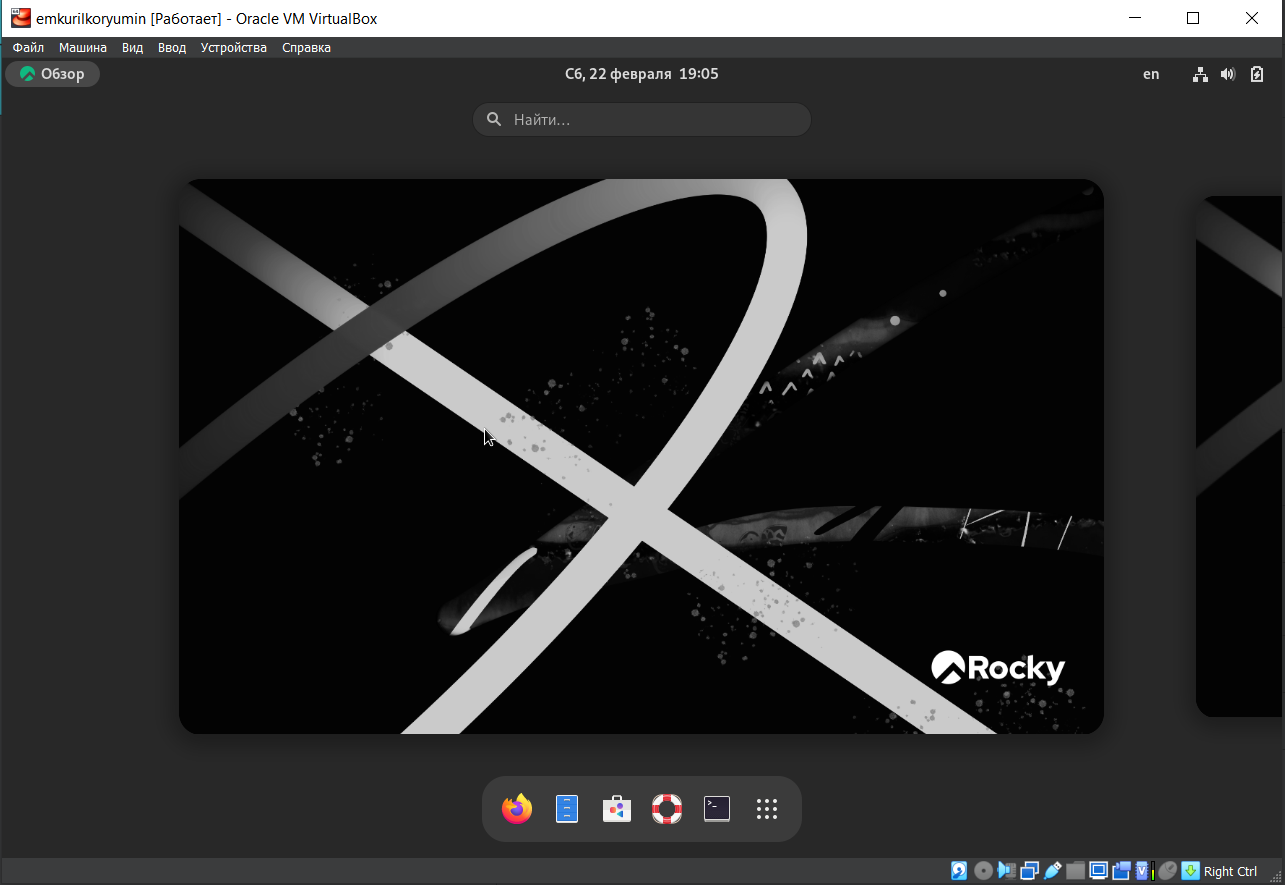 emkurilkoryumin [Работает] - Oracle VM VirtualBox
Файл Машина Вид Ввод Устройства Справка
Обзор Сб, 22 февраля 19:05 en
Найти...
Rocky
Right Ctrl